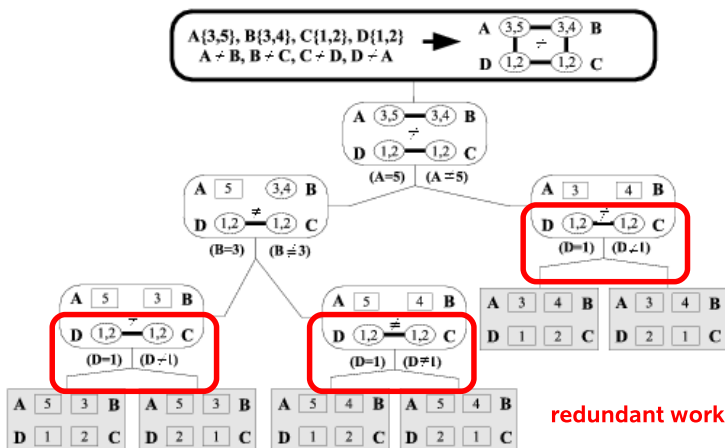 A{3,5}, B{3,4}, C{1,2}, D{1,2}
A ≠ B, B ≠ C, C ≠ D, D ≠ A
A 3,5 3,4 B
≠
D 1,2 1,2 C
A 3,5 3,4 B
≠
D 1,2 1,2 C
(A=5) (A≠5)
A 5 3,4 B
≠
D 1,2 1,2 C
(B=3) (B≠3)
A 3 4 B
≠
D 1,2 1,2 C
(D=1) (D≠1)
A 3 4 B
D 1 2 C
A 3 4 B
D 2 1 C
A 5 3 B
≠
D 1,2 1,2 C
(D=1) (D≠1)
A 5 4 B
≠
D 1,2 1,2 C
(D=1) (D≠1)
A 5 3 B
D 1 2 C
A 5 3 B
D 2 1 C
A 5 4 B
D 1 2 C
A 5 4 B
D 2 1 C
redundant work